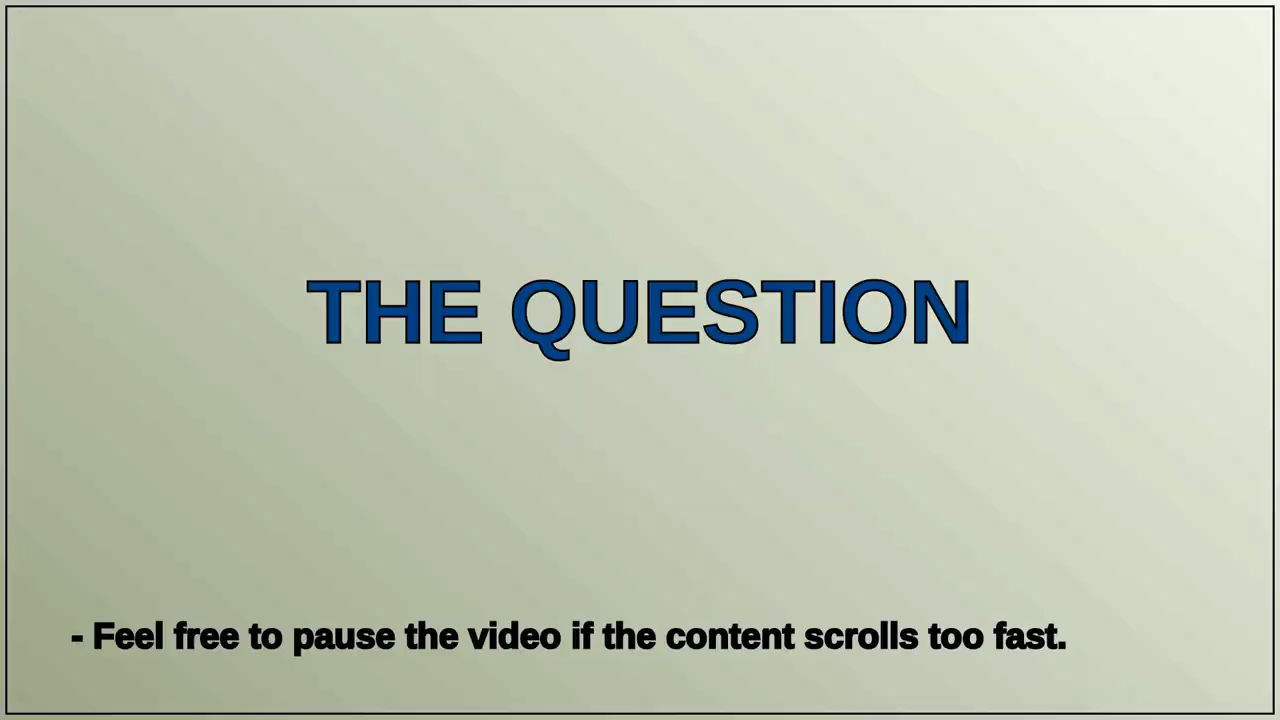 THE QUESTION
- Feel free to pause the video if the content scrolls too fast.